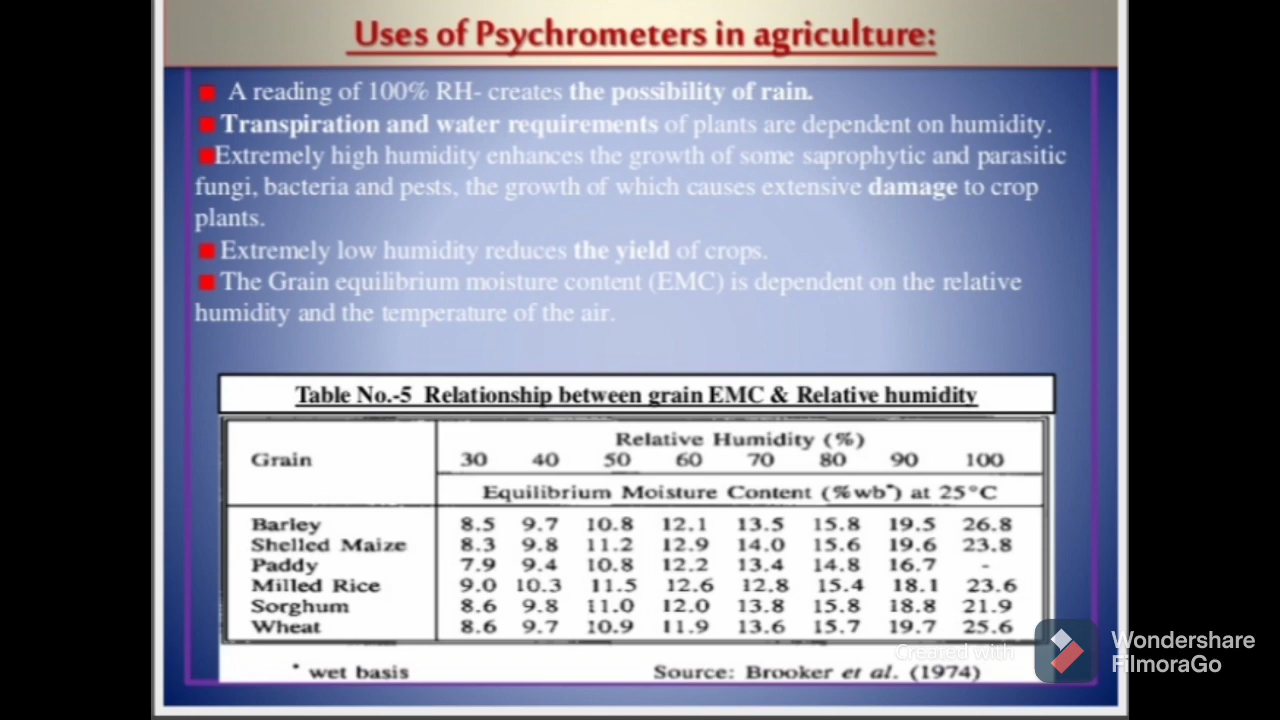 Uses of Psychrometers in agriculture:
A reading of 100% RH- creates the possibility of rain.
Transpiration and water requirements of plants are dependent on humidity.
Extremely high humidity enhances the growth of some saprophytic and parasitic
fungi, bacteria and pests, the growth of which causes extensive damage to crop
plants.
Extremely low humidity reduces the yield of crops.
The Grain equilibrium moisture content (EMC) is dependent on the relative
humidity and the temperature of the air.
Table No.-5 Relationship between grain EMC & Relative humidity
Relative Humidity (%)
Grain 30 40 50 60 70 80 90 100
Equilibrium Moisture Content (%wb*) at 25°C
Barley 8.5 9.7 10.8 12.1 13.5 15.8 19.5 26.8
Shelled Maize 8.3 9.8 11.2 12.9 14.0 15.6 19.6 23.8
Paddy 7.9 9.4 10.8 12.2 13.4 14.8 16.7 -
Milled Rice 9.0 10.3 11.5 12.6 12.8 15.4 18.1 23.6
Sorghum 8.6 9.8 11.0 12.0 13.8 15.8 18.8 21.9
Wheat 8.6 9.7 10.9 11.9 13.6 15.7 19.7 25.6
* wet basis Source: Brooker et al. (1974)
Created with Wondershare
FilmoraGo